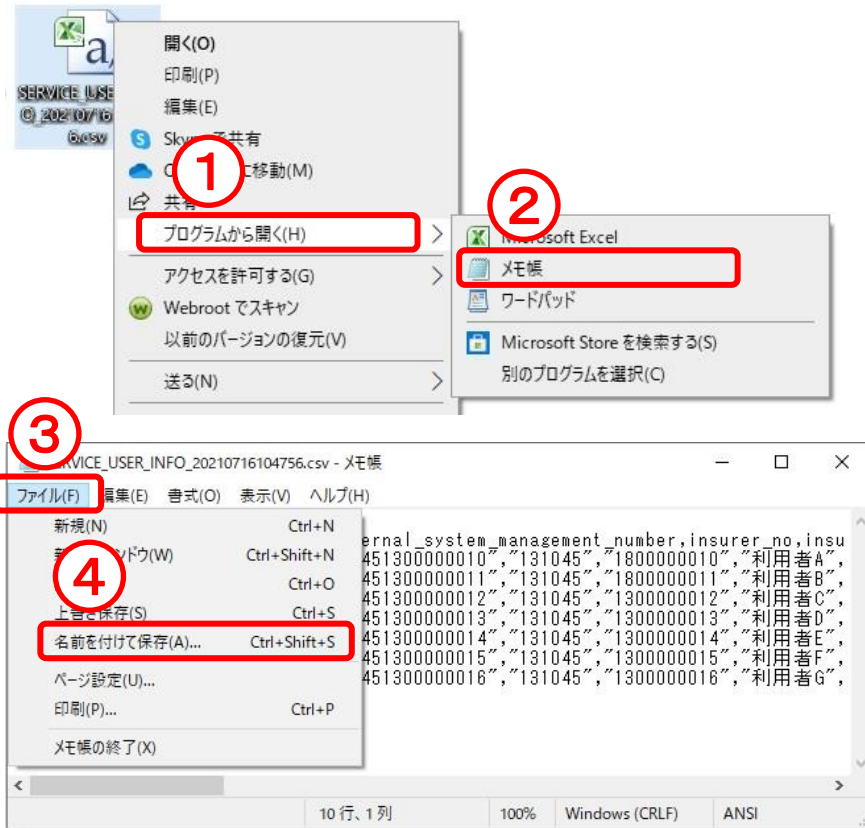 SERVICE_USE
O_20210716
6.csv
開く(O)
印刷(P)
編集(E)
で共有
に移動(M)
共有
①
プログラムから開く(H)
アクセスを許可する(G)
Webroot でスキャン
以前のバージョンの復元(V)
送る(N)
②
Microsoft Excel
メモ帳
ワードパッド
Microsoft Store を検索する(S)
別のプログラムを選択(C)
③
SERVICE_USER_INFO_20210716104756.csv - メモ帳
ファイル(F) 編集(E) 書式(O) 表示(V) ヘルプ(H)
新規(N) Ctrl+N
ウィンドウ(W) Ctrl+Shift+N
④
Ctrl+O
上書き保存(S) Ctrl+S
名前を付けて保存(A)... Ctrl+Shift+S
ページ設定(U)...
印刷(P)... Ctrl+P
メモ帳の終了(X)
ernal_system_management_number,insurer_no,insu
451300000010","131045","1800000010","利用者A",
451300000011","131045","1800000011","利用者B",
451300000012","131045","1300000012","利用者C",
451300000013","131045","1300000013","利用者D",
451300000014","131045","1300000014","利用者E",
451300000015","131045","1300000015","利用者F",
451300000016","131045","1300000016","利用者G",
10 行、1 列 100% Windows (CRLF) ANSI